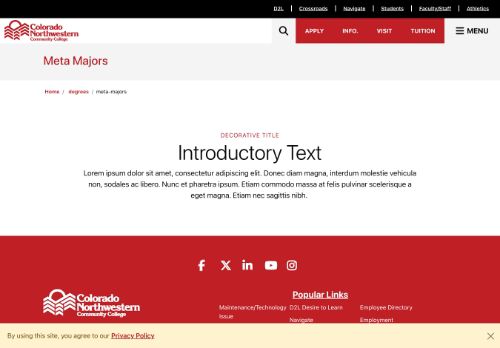 D2L Crossroads Navigate Students Faculty/Staff Athletics
Colorado
Northwestern
Community College
APPLY INFO. VISIT TUITION MENU
Meta Majors
Home / degrees / meta-majors
DECORATIVE TITLE
Introductory Text
Lorem ipsum dolor sit amet, consectetur adipiscing elit. Donec diam magna, interdum molestie vehicula
non, sodales ac libero. Nunc et pharetra ipsum. Etiam commodo massa at felis pulvinar scelerisque a
eget magna. Etiam nec sagittis nibh.
Colorado
Northwestern
Community College
Popular Links
Maintenance/Technology Issue
D2L Desire to Learn
Navigate
Employee Directory
Employment
By using this site, you agree to our Privacy Policy